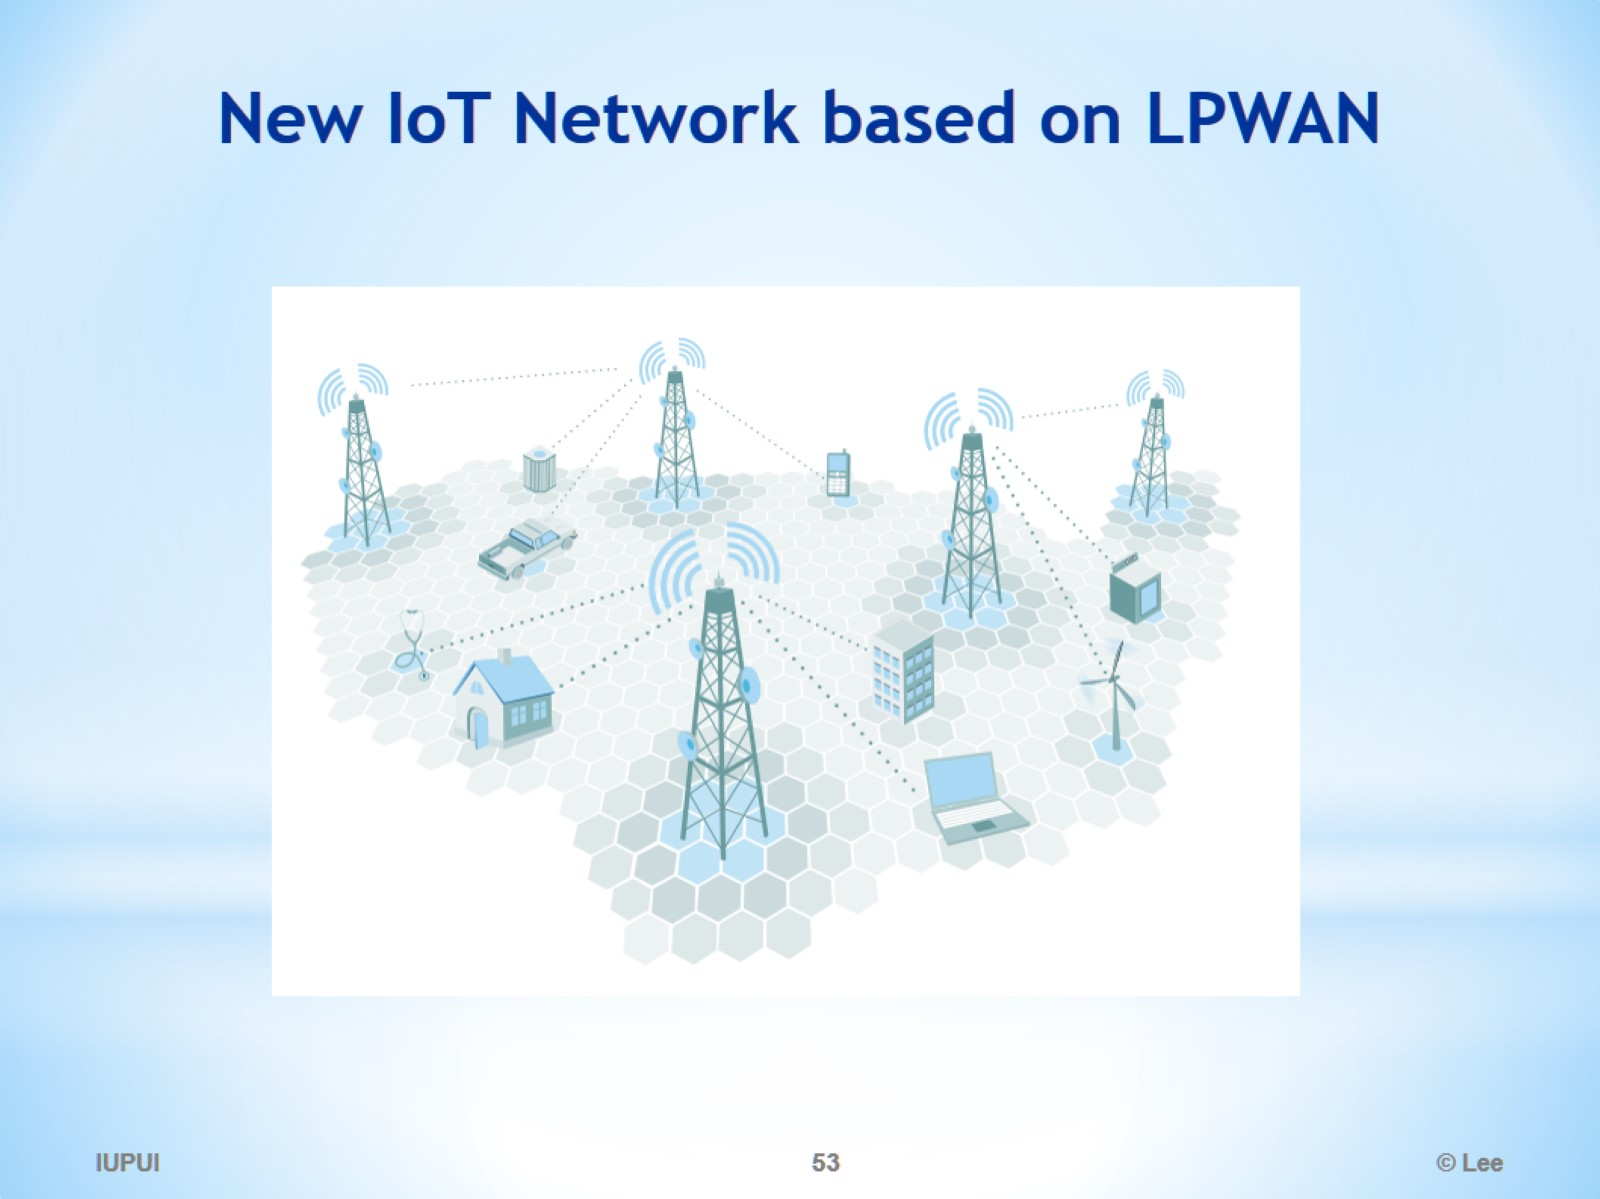 New IoT Network based on LPWAN
IUPUI
53
© Lee